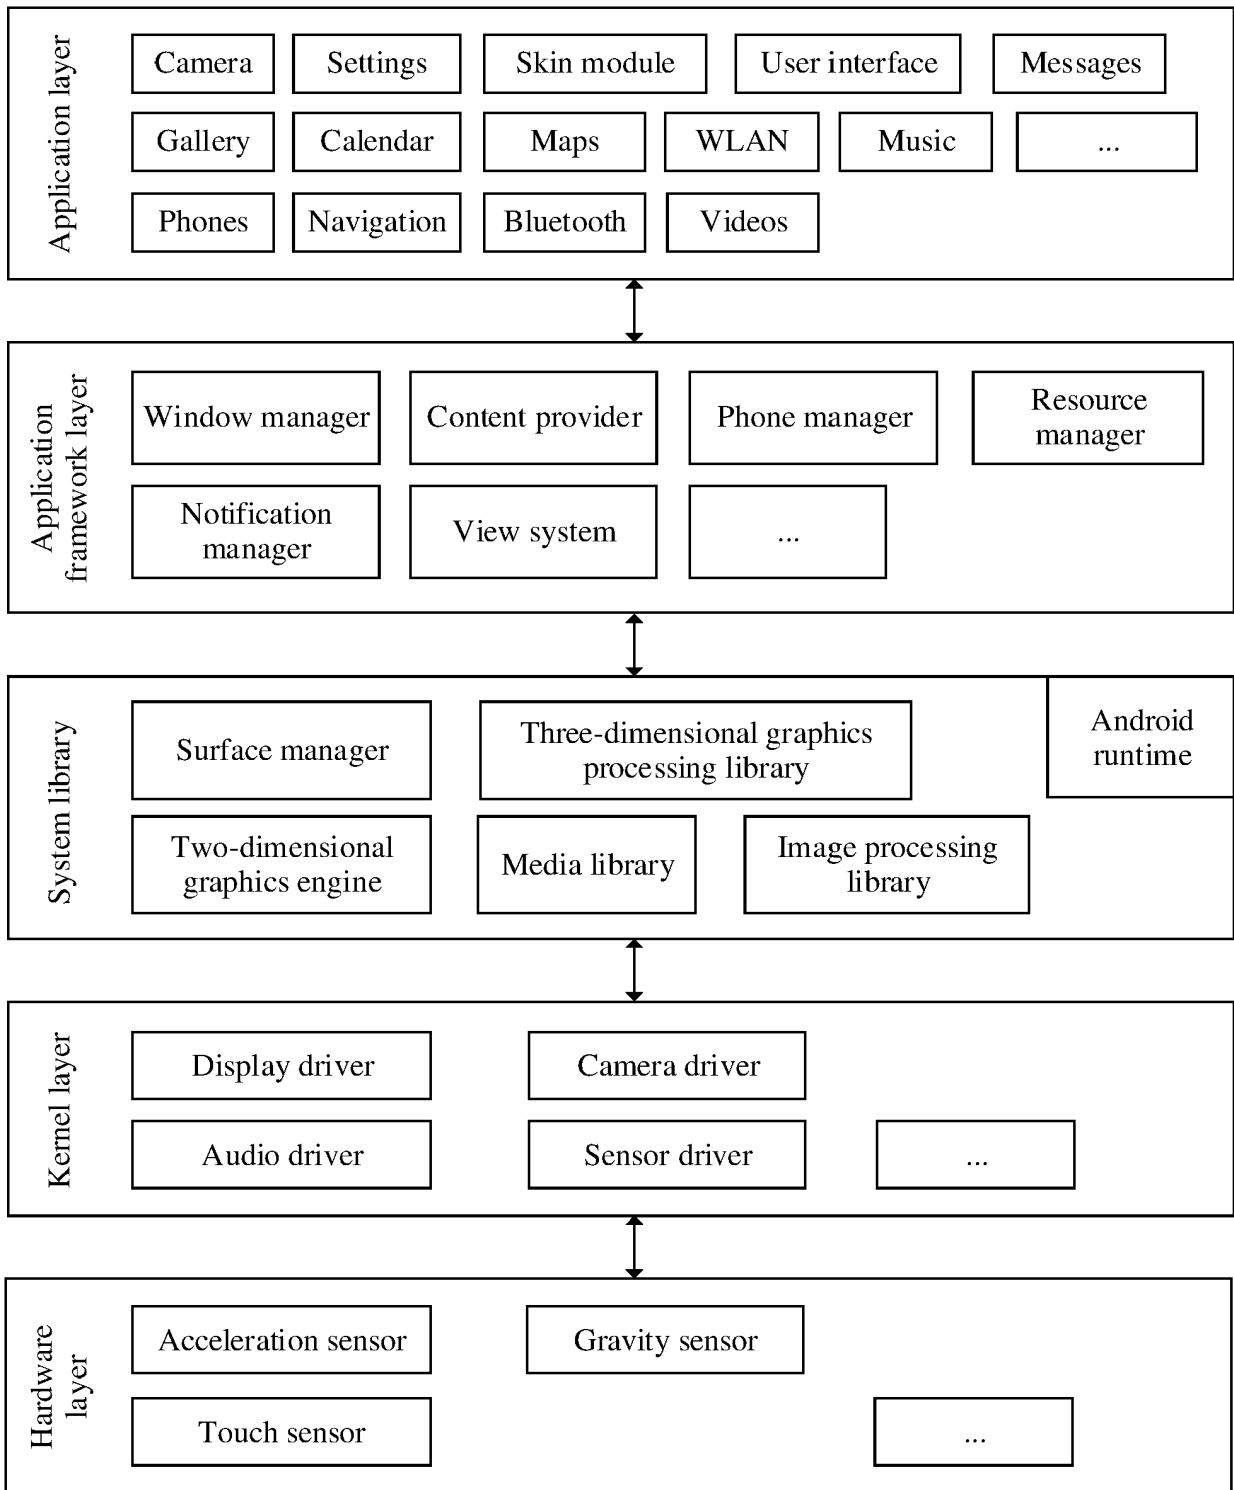 Application layer
Camera
Settings
Skin module
User interface
Messages
Gallery
Calendar
Maps
WLAN
Music
...
Phones
Navigation
Bluetooth
Videos
Application
framework layer
Window manager
Content provider
Phone manager
Resource
manager
Notification
manager
View system
...
System library
Surface manager
Three-dimensional graphics
processing library
Android
runtime
Two-dimensional
graphics engine
Media library
Image processing
library
Kernel layer
Display driver
Camera driver
Audio driver
Sensor driver
...
Hardware
layer
Acceleration sensor
Gravity sensor
Touch sensor
...